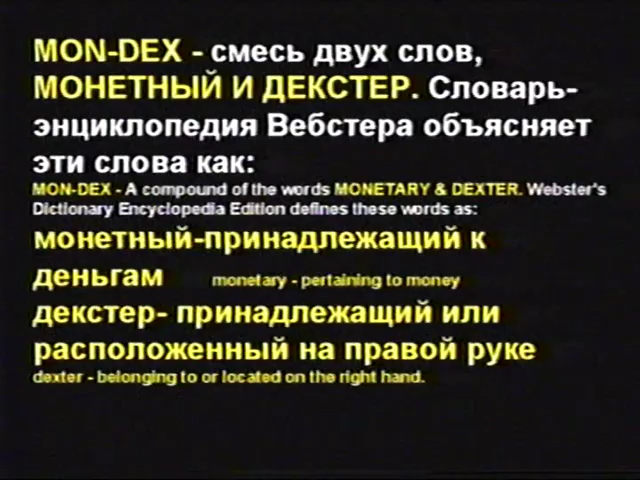 MON-DEX - смесь двух слов,
МОНЕТНЫЙ И ДЕКСТЕР. Словарь-
энциклопедия Вебстера объясняет
эти слова как:
MON-DEX - A compound of the words MONETARY & DEXTER. Webster's
Dictionary Encyclopedia Edition defines these words as:
монетный-принадлежащий к
деньгам monetary - pertaining to money
декстер- принадлежащий или
расположенный на правой руке
dexter - belonging to or located on the right hand.